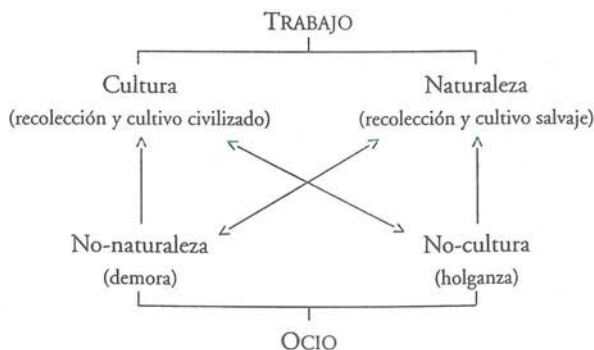 TRABAJO
Cultura Naturaleza
(recolección y cultivo civilizado) (recolección y cultivo salvaje)
No-naturaleza No-cultura
(demora) (holganza)
OCIO